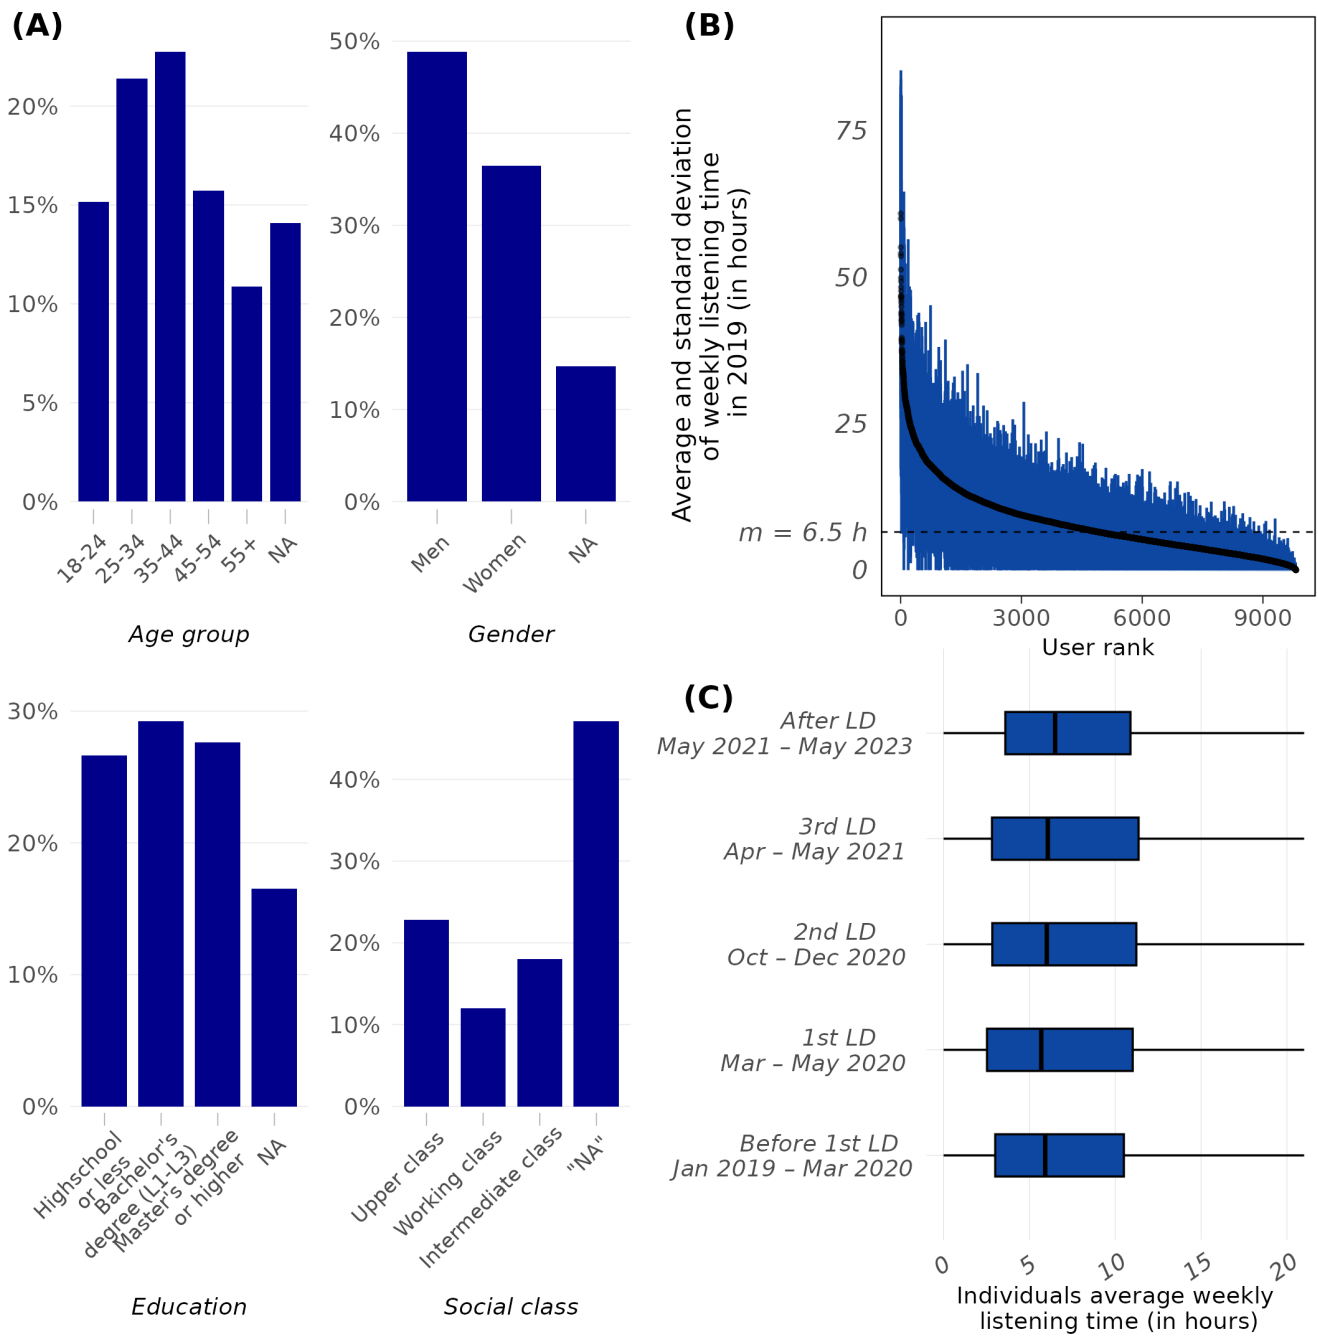 (A)
20%
15%
10%
5%
0%
18-24
25-34
35-44
45-54
55+
NA
Age group
50%
40%
30%
20%
10%
0%
Men
Women
NA
Gender
30%
20%
10%
0%
Highschool
or less
Bachelor's
degree (L1-L3)
Master's degree
or higher
NA
Education
40%
30%
20%
10%
0%
Upper class
Working class
Intermediate class
"NA"
Social class
(B)
Average and standard deviation
of weekly listening time
in 2019 (in hours)
75
50
25
m = 6.5 h
0
0
3000
6000
9000
User rank
(C)
After LD
May 2021 – May 2023
3rd LD
Apr – May 2021
2nd LD
Oct – Dec 2020
1st LD
Mar – May 2020
Before 1st LD
Jan 2019 – Mar 2020
0
5
10
15
20
Individuals average weekly
listening time (in hours)